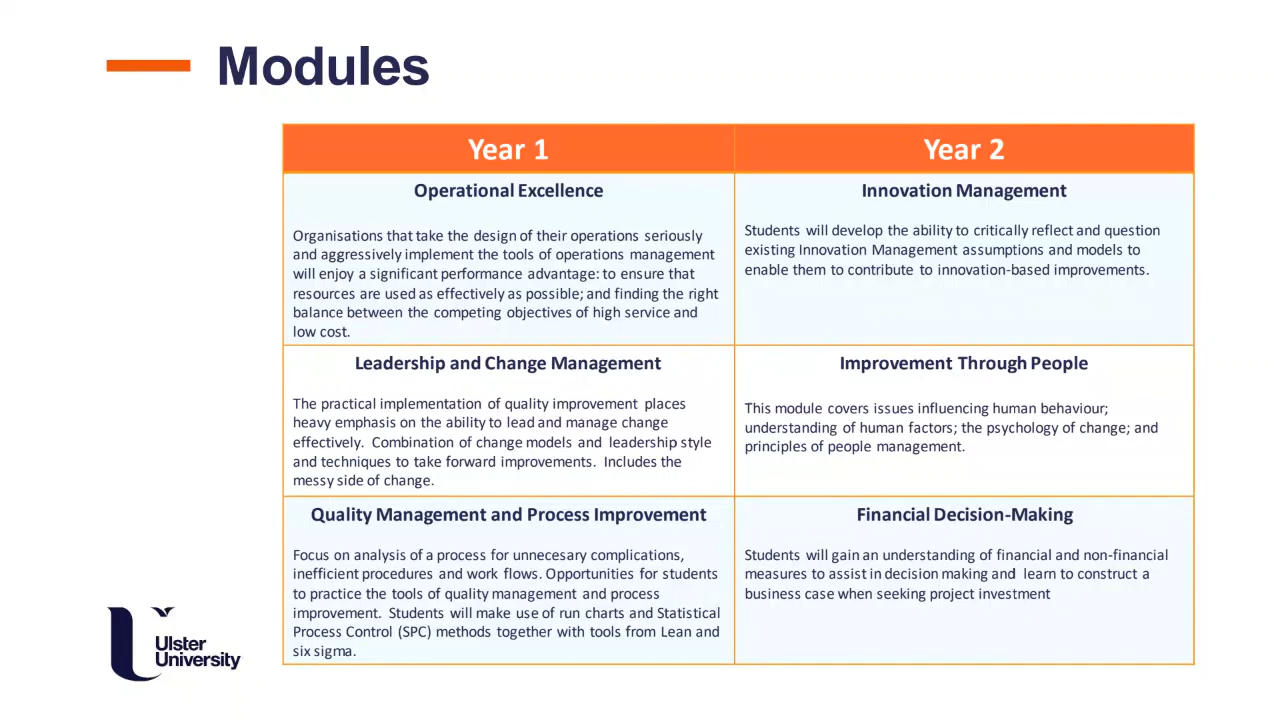 Modules
Year 1
Year 2
Operational Excellence
Organisations that take the design of their operations seriously
and aggressively implement the tools of operations management
will enjoy a significant performance advantage: to ensure that
resources are used as effectively as possible; and finding the right
balance between the competing objectives of high service and
low cost.
Innovation Management
Students will develop the ability to critically reflect and question
existing Innovation Management assumptions and models to
enable them to contribute to innovation-based improvements.
Leadership and Change Management
The practical implementation of quality improvement places
heavy emphasis on the ability to lead and manage change
effectively. Combination of change models and leadership style
and techniques to take forward improvements. Includes the
messy side of change.
Improvement Through People
This module covers issues influencing human behaviour;
understanding of human factors; the psychology of change; and
principles of people management.
Quality Management and Process Improvement
Focus on analysis of a process for unnecesary complications,
inefficient procedures and work flows. Opportunities for students
to practice the tools of quality management and process
improvement. Students will make use of run charts and Statistical
Process Control (SPC) methods together with tools from Lean and
six sigma.
Financial Decision-Making
Students will gain an understanding of financial and non-financial
measures to assist in decision making and learn to construct a
business case when seeking project investment
Ulster
University